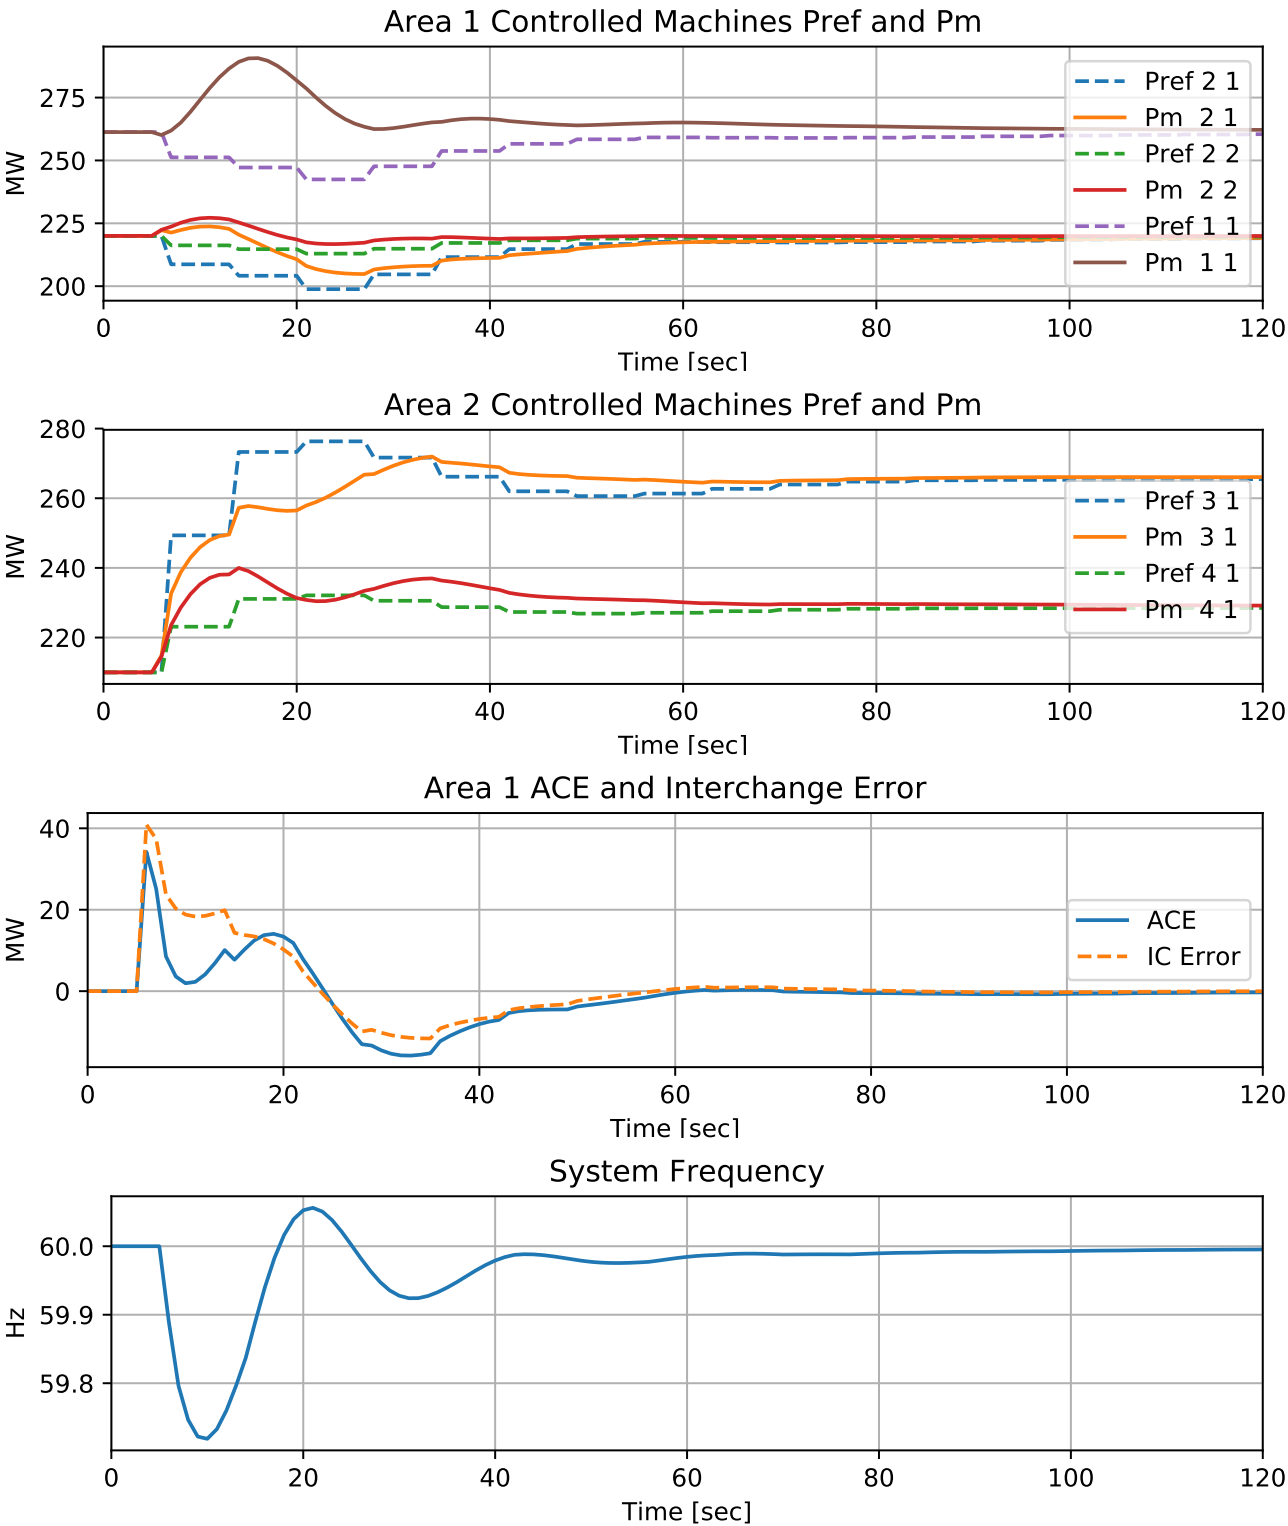 Area 1 Controlled Machines Pref and Pm
275
250
225
200
MW
0 20 40 60 80 100 120
Time [sec]
Pref 2 1
Pm 2 1
Pref 2 2
Pm 2 2
Pref 1 1
Pm 1 1
Area 2 Controlled Machines Pref and Pm
280
260
240
220
MW
0 20 40 60 80 100 120
Time [sec]
Pref 3 1
Pm 3 1
Pref 4 1
Pm 4 1
Area 1 ACE and Interchange Error
40
20
0
MW
0 20 40 60 80 100 120
Time [sec]
ACE
IC Error
System Frequency
60.0
59.9
59.8
Hz
0 20 40 60 80 100 120
Time [sec]